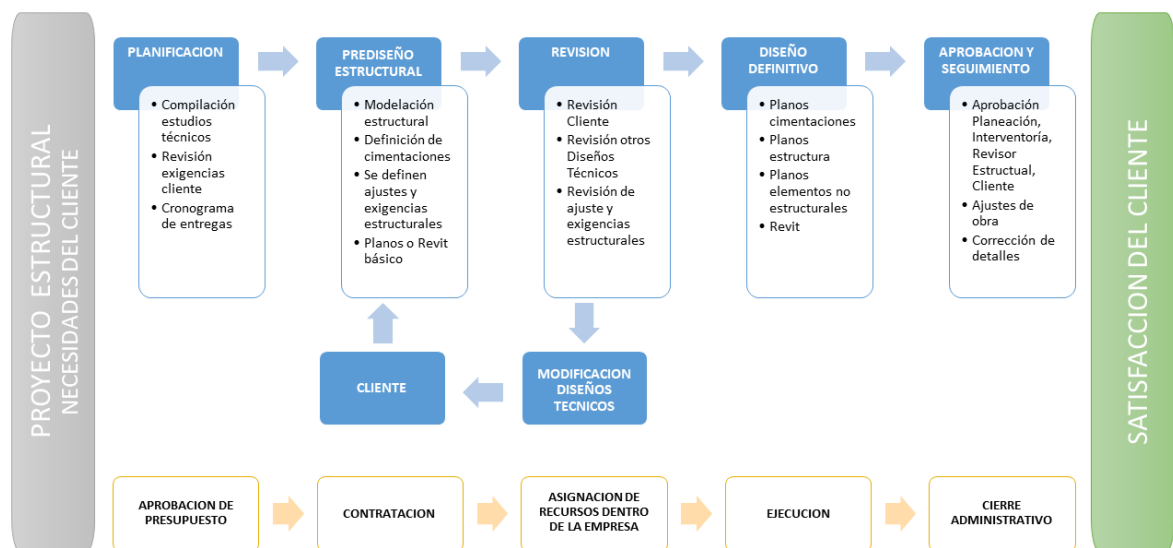 PROYECTO ESTRUCTURAL
NECESIDADES DEL CLIENTE
PLANIFICACION
• Compilación
estudios
técnicos
• Revisión
exigencias
cliente
• Cronograma
de entregas
PREDISEÑO
ESTRUCTURAL
• Modelación
estructural
• Definición de
cimentaciones
• Se definen
ajustes y
exigencias
estructurales
• Planos o Revit
básico
REVISION
• Revisión
Cliente
• Revisión otros
Diseños
Técnicos
• Revisión de
ajuste y
exigencias
estructurales
DISEÑO
DEFINITIVO
• Planos
cimentaciones
• Planos
estructura
• Planos
elementos no
estructurales
• Revit
APROBACION Y
SEGUIMIENTO
• Aprobación
Planeación,
Interventoría,
Revisor
Estructual,
Cliente
• Ajustes de
obra
• Corrección de
detalles
CLIENTE
MODIFICACION
DISEÑOS
TECNICOS
APROBACION DE
PRESUPUESTO
CONTRATACION
ASIGNACION DE
RECURSOS DENTRO
DE LA EMPRESA
EJECUCION
CIERRE
ADMINISTRATIVO
SATISFACCION DEL CLIENTE